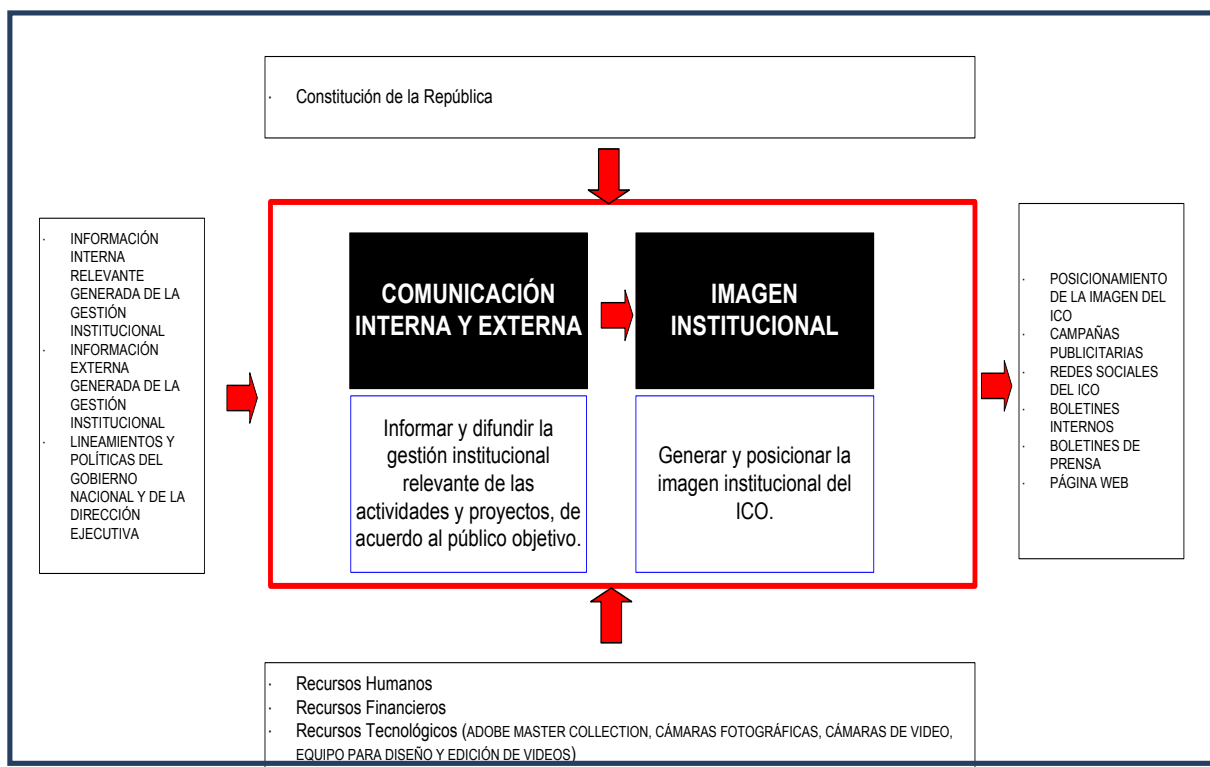 · Constitución de la República
· INFORMACIÓN
INTERNA
RELEVANTE
GENERADA DE LA
GESTIÓN
INSTITUCIONAL
· INFORMACIÓN
EXTERNA
GENERADA DE LA
GESTIÓN
INSTITUCIONAL
· LINEAMIENTOS Y
POLÍTICAS DEL
GOBIERNO
NACIONAL Y DE LA
DIRECCIÓN
EJECUTIVA
COMUNICACIÓN
INTERNA Y EXTERNA
Informar y difundir la
gestión institucional
relevante de las
actividades y proyectos, de
acuerdo al público objetivo.
IMAGEN
INSTITUCIONAL
Generar y posicionar la
imagen institucional del
ICO.
· POSICIONAMIENTO
DE LA IMAGEN DEL
ICO
· CAMPAÑAS
PUBLICITARIAS
· REDES SOCIALES
DEL ICO
· BOLETINES
INTERNOS
· BOLETINES DE
PRENSA
· PÁGINA WEB
· Recursos Humanos
· Recursos Financieros
· Recursos Tecnológicos (ADOBE MASTER COLLECTION, CÁMARAS FOTOGRÁFICAS, CÁMARAS DE VIDEO,
EQUIPO PARA DISEÑO Y EDICIÓN DE VIDEOS)